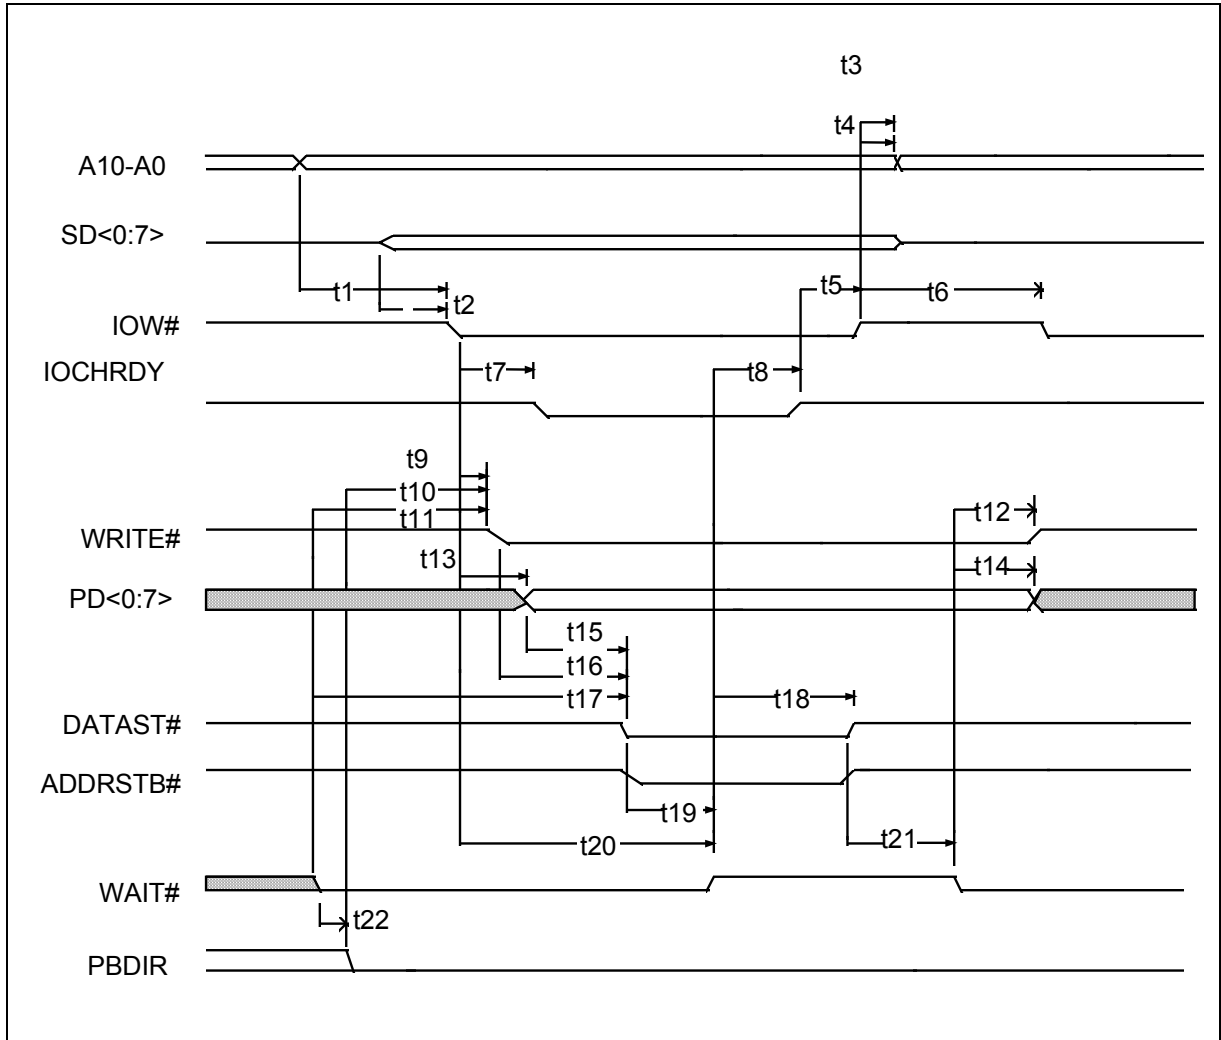 t3
t4
A10-A0
SD<0:7>
t1
t2
t5
t6
IOW#
IOCHRDY
t7
t8
t9
t10
t11
t12
WRITE#
t13
t14
PD<0:7>
t15
t16
t17
t18
DATAST#
ADDRSTB#
t19
t20
t21
WAIT#
t22
PBDIR